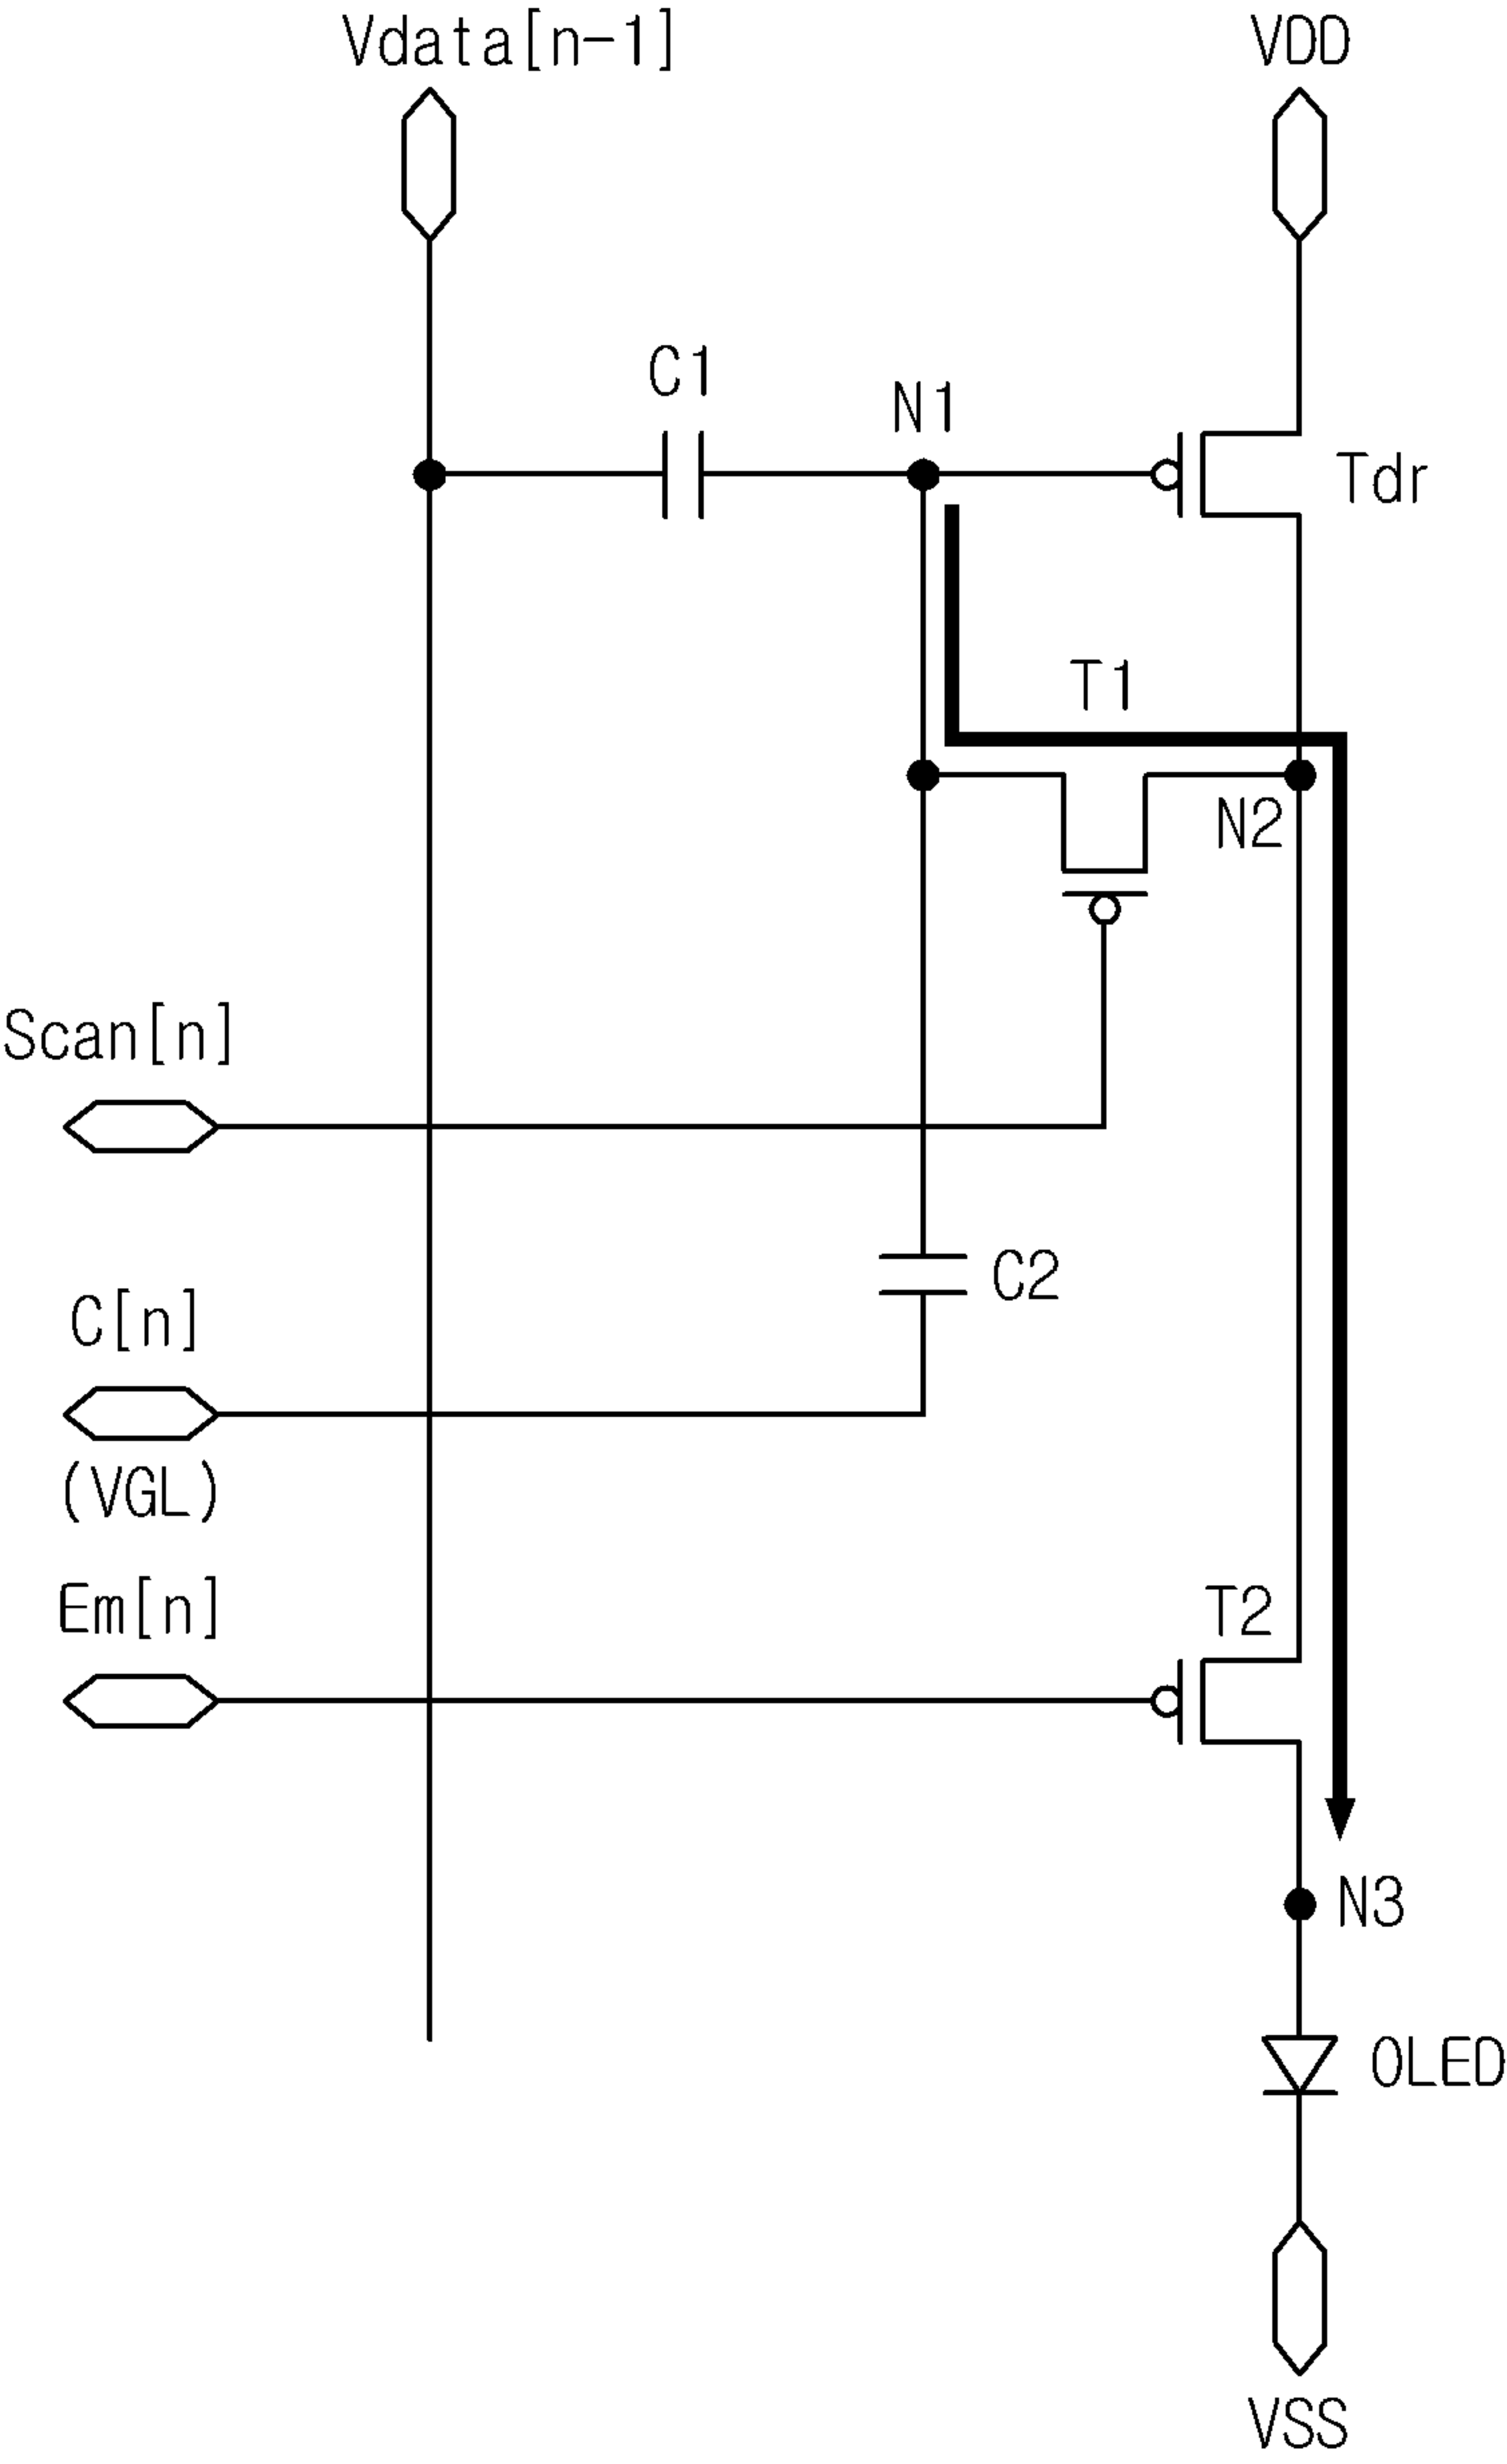 Vdata[n-1]
VDD
C1
N1
Tdr
T1
N2
Scan[n]
C2
C[n]
(VGL)
Em[n]
T2
N3
OLED
VSS